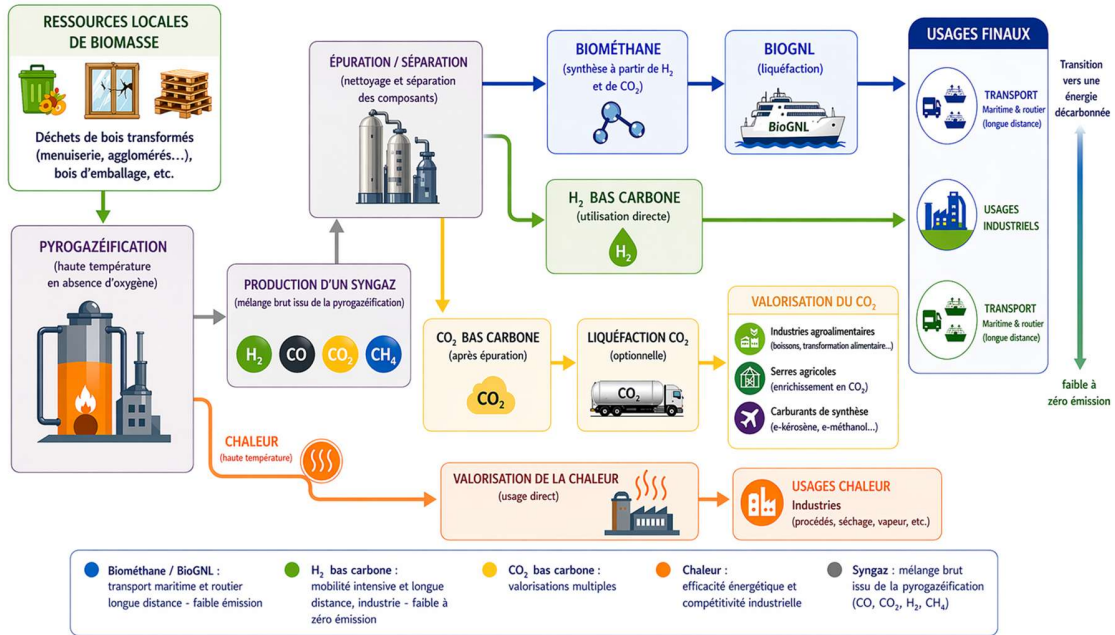 RESSOURCES LOCALES
DE BIOMASSE
Déchets de bois transformés
(menuiserie, agglomérés...),
bois d'emballage, etc.
PYROGAZÉIFICATION
(haute température
en absence d'oxygène)
PRODUCTION D'UN SYNGAZ
(mélange brut issu de la pyrogazéification)
H₂ CO CO₂ CH₄
ÉPURATION / SÉPARATION
(nettoyage et séparation
des composants)
BIOMÉTHANE
(synthèse à partir de H₂
et de CO₂)
BIOGNL
(liquéfaction)
BioGNL
H₂ BAS CARBONE
(utilisation directe)
H₂
CO₂ BAS CARBONE
(après épuration)
CO₂
LIQUÉFACTION CO₂
(optionnelle)
CO₂
VALORISATION DU CO₂
Industries agroalimentaires
(boissons, transformation alimentaire...)
Serres agricoles
(enrichissement en CO₂)
Carburants de synthèse
(e-kérosène, e-méthanol...)
USAGES FINAUX
TRANSPORT
Maritime & routier
(longue distance)
USAGES
INDUSTRIELS
TRANSPORT
Maritime & routier
(longue distance)
Transition
vers une
énergie
décarbonnée
faible à
zéro émission
CHALEUR
(haute température)
VALORISATION DE LA CHALEUR
(usage direct)
USAGES CHALEUR
Industries
(procédés, séchage, vapeur, etc.)
Biométhane / BioGNL :
transport maritime et routier
longue distance - faible émission
H₂ bas carbone :
mobilité intensive et longue
distance, industrie - faible à
zéro émission
CO₂ bas carbone :
valorisations multiples
Chaleur :
efficacité énergétique et
compétitivité industrielle
Syngaz : mélange brut
issu de la pyrogazéification
(CO, CO₂, H₂, CH₄)